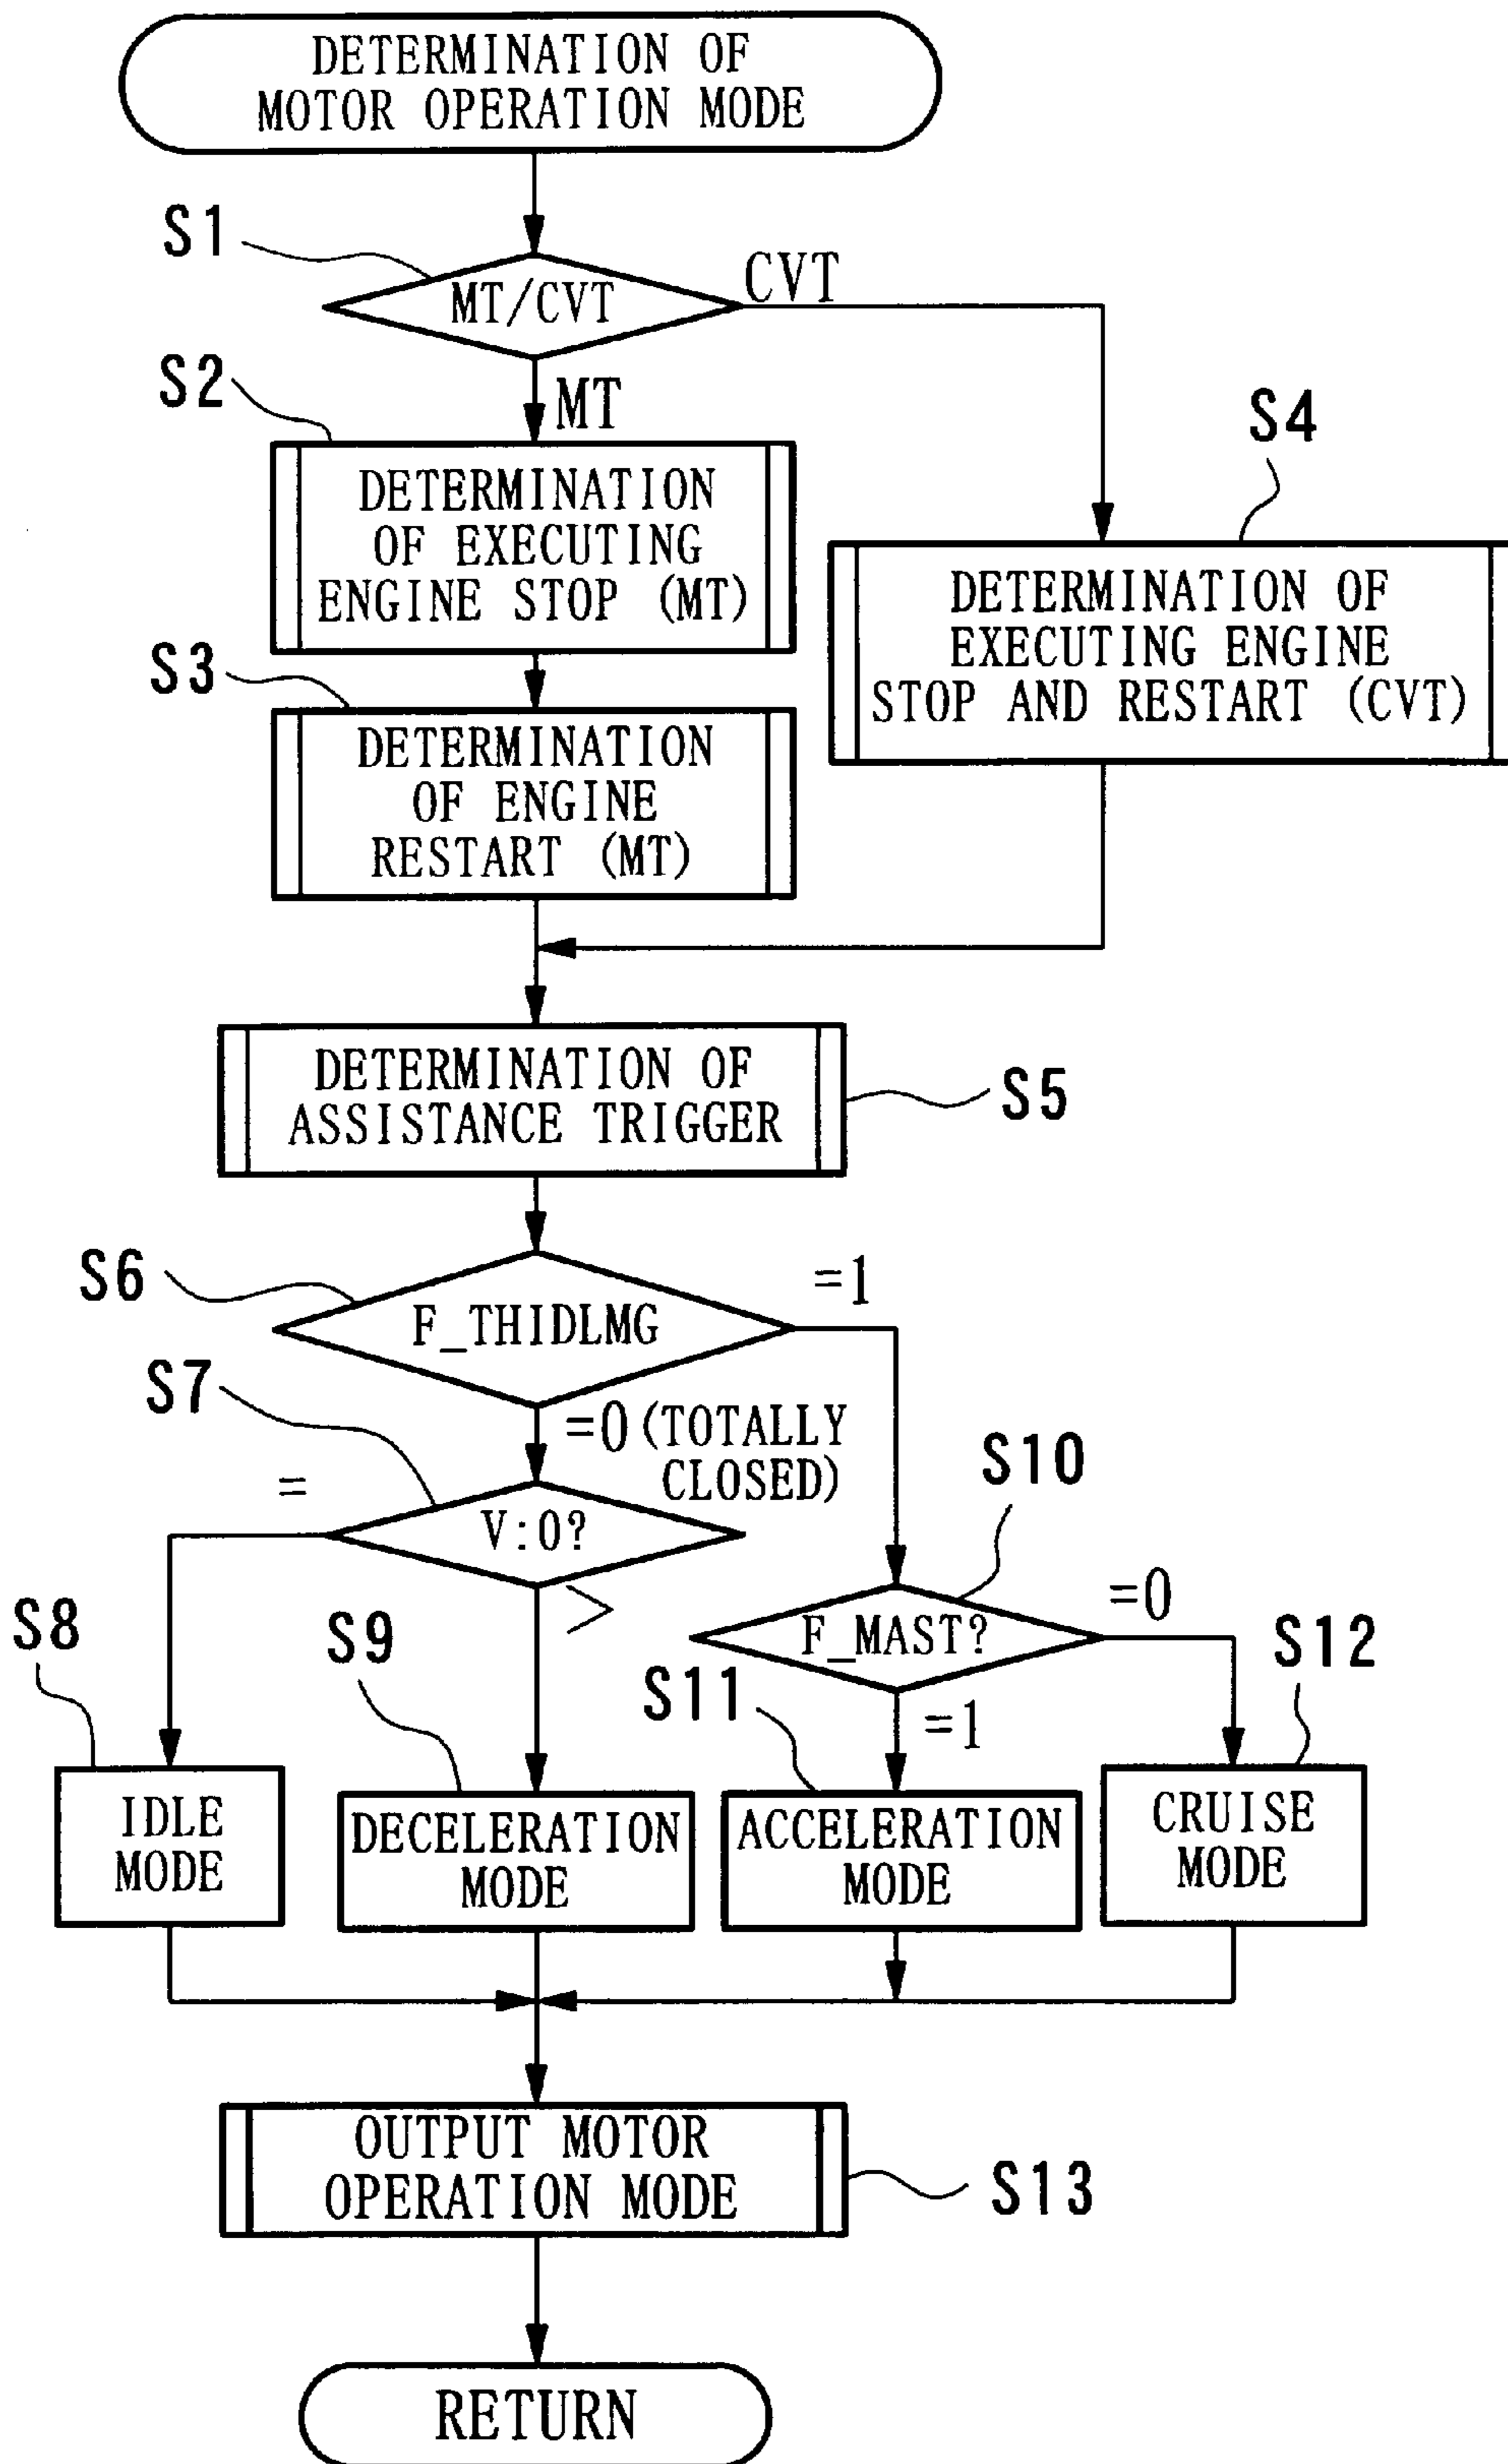 DETERMINATION OF
MOTOR OPERATION MODE
S1
MT/CVT
CVT
S2
MT
DETERMINATION
OF EXECUTING
ENGINE STOP (MT)
S4
DETERMINATION OF
EXECUTING ENGINE
STOP AND RESTART (CVT)
S3
DETERMINATION
OF ENGINE
RESTART (MT)
DETERMINATION OF
ASSISTANCE TRIGGER
S5
S6
F_THIDLMG
=1
S7
=0 (TOTALLY
CLOSED)
=
V:0?
>
S10
F_MAST?
=0
S8
S9
S11
=1
S12
IDLE
MODE
DECELERATION
MODE
ACCELERATION
MODE
CRUISE
MODE
OUTPUT MOTOR
OPERATION MODE
S13
RETURN